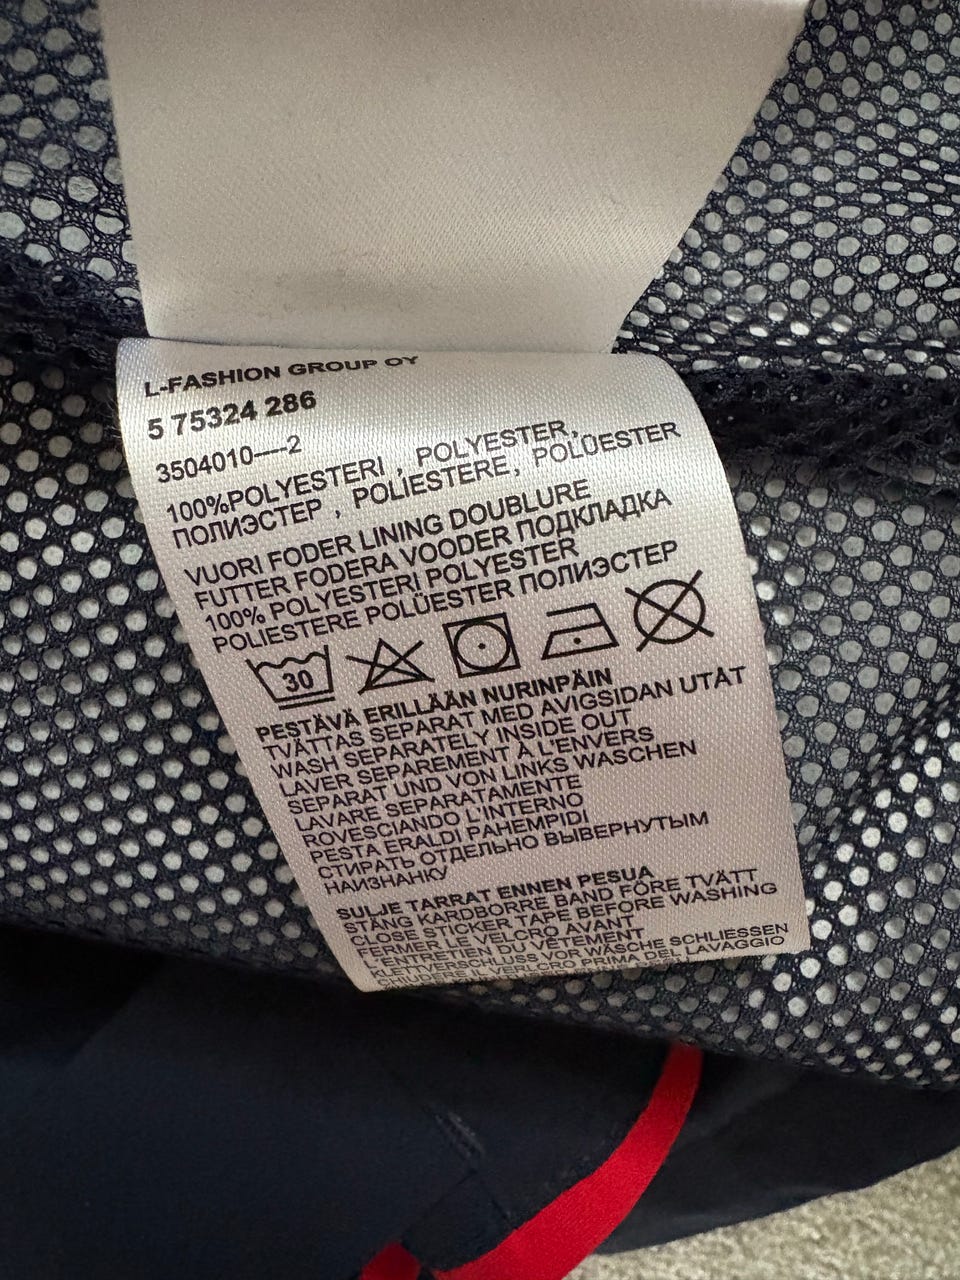 L-FASHION GROUP OY
5 75324 286
3504010----2
100%POLYESTERI , POLYESTER,
ПОЛИЭСТЕР , POLIESTERE, POLÜESTER
VUORI FODER LINING DOUBLURE
FUTTER FODERA VOODER ПОДКЛАДКА
100% POLYESTERI POLYESTER
POLIESTERE POLÜESTER ПОЛИЭСТЕР
30
PESTÄVÄ ERILLÄÄN NURINPÄIN
TVÄTTAS SEPARAT MED AVIGSIDAN UTÅT
WASH SEPARATELY INSIDE OUT
LAVER SEPAREMENT À L'ENVERS
SEPARAT UND VON LINKS WASCHEN
LAVARE SEPARATAMENTE
ROVESCIANDO L'INTERNO
PESTA ERALDI PAHEMPIDI
СТИРАТЬ ОТДЕЛЬНО ВЫВЕРНУТЫМ
НАИЗНАНКУ
SULJE TARRAT ENNEN PESUA
STÄNG KARDBORRE BAND FÖRE TVÄTT
CLOSE STICKER TAPE BEFORE WASHING
FERMER LE VELCRO AVANT
L'ENTRETIEN DU VÊTEMENT
KLETTVERSCHLUSS VOR WÄSCHE SCHLIESSEN
CHIUDERE IL VERLCRO PRIMA DEL LAVAGGIO